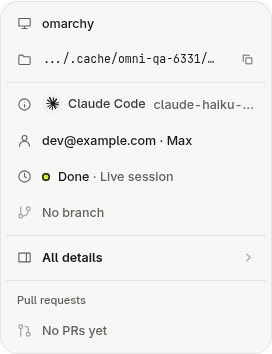 omarchy
.../.cache/omni-qa-6331/…
Claude Code claude-haiku-…
dev@example.com · Max
Done · Live session
No branch
All details
Pull requests
No PRs yet